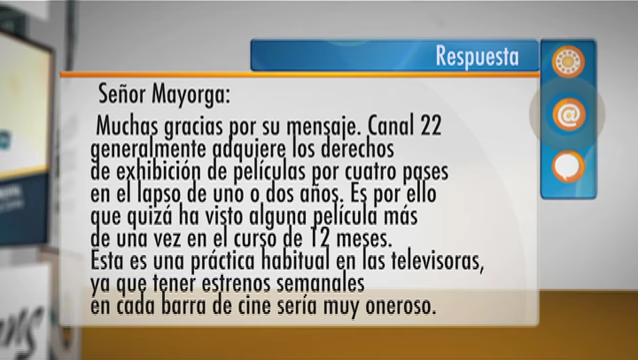 Respuesta
Señor Mayorga:
Muchas gracias por su mensaje. Canal 22
generalmente adquiere los derechos
de exhibición de películas por cuatro pases
en el lapso de uno o dos años. Es por ello
que quizá ha visto alguna película más
de una vez en el curso de 12 meses.
Esta es una práctica habitual en las televisoras,
ya que tener estrenos semanales
en cada barra de cine sería muy oneroso.
@